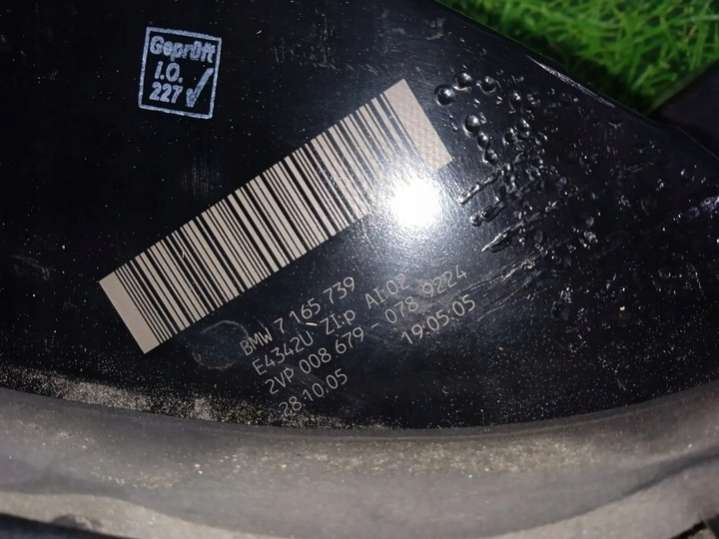 Geprüft
i.O.
227
BMW 7 165 739
E4342U ZI:p AI:02
2VP 008 679 - 078 9224
28.10.05 19.05.05